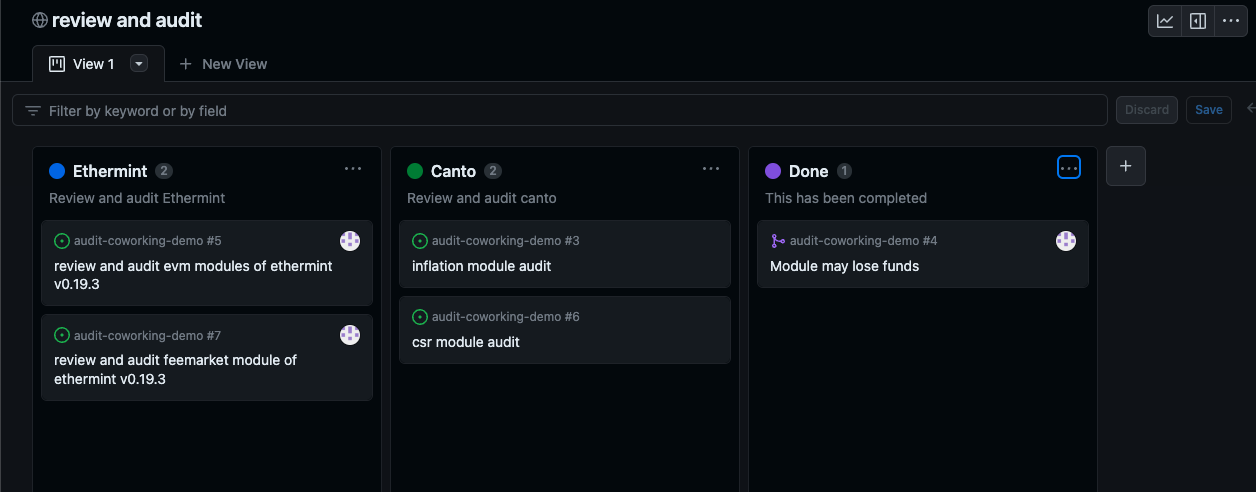 review and audit
View 1
New View
Filter by keyword or by field
Discard
Save
Ethermint 2
Review and audit Ethermint
audit-coworking-demo #5
review and audit evm modules of ethermint
v0.19.3
audit-coworking-demo #7
review and audit feemarket module of
ethermint v0.19.3
Canto 2
Review and audit canto
audit-coworking-demo #3
inflation module audit
audit-coworking-demo #6
csr module audit
Done 1
This has been completed
audit-coworking-demo #4
Module may lose funds